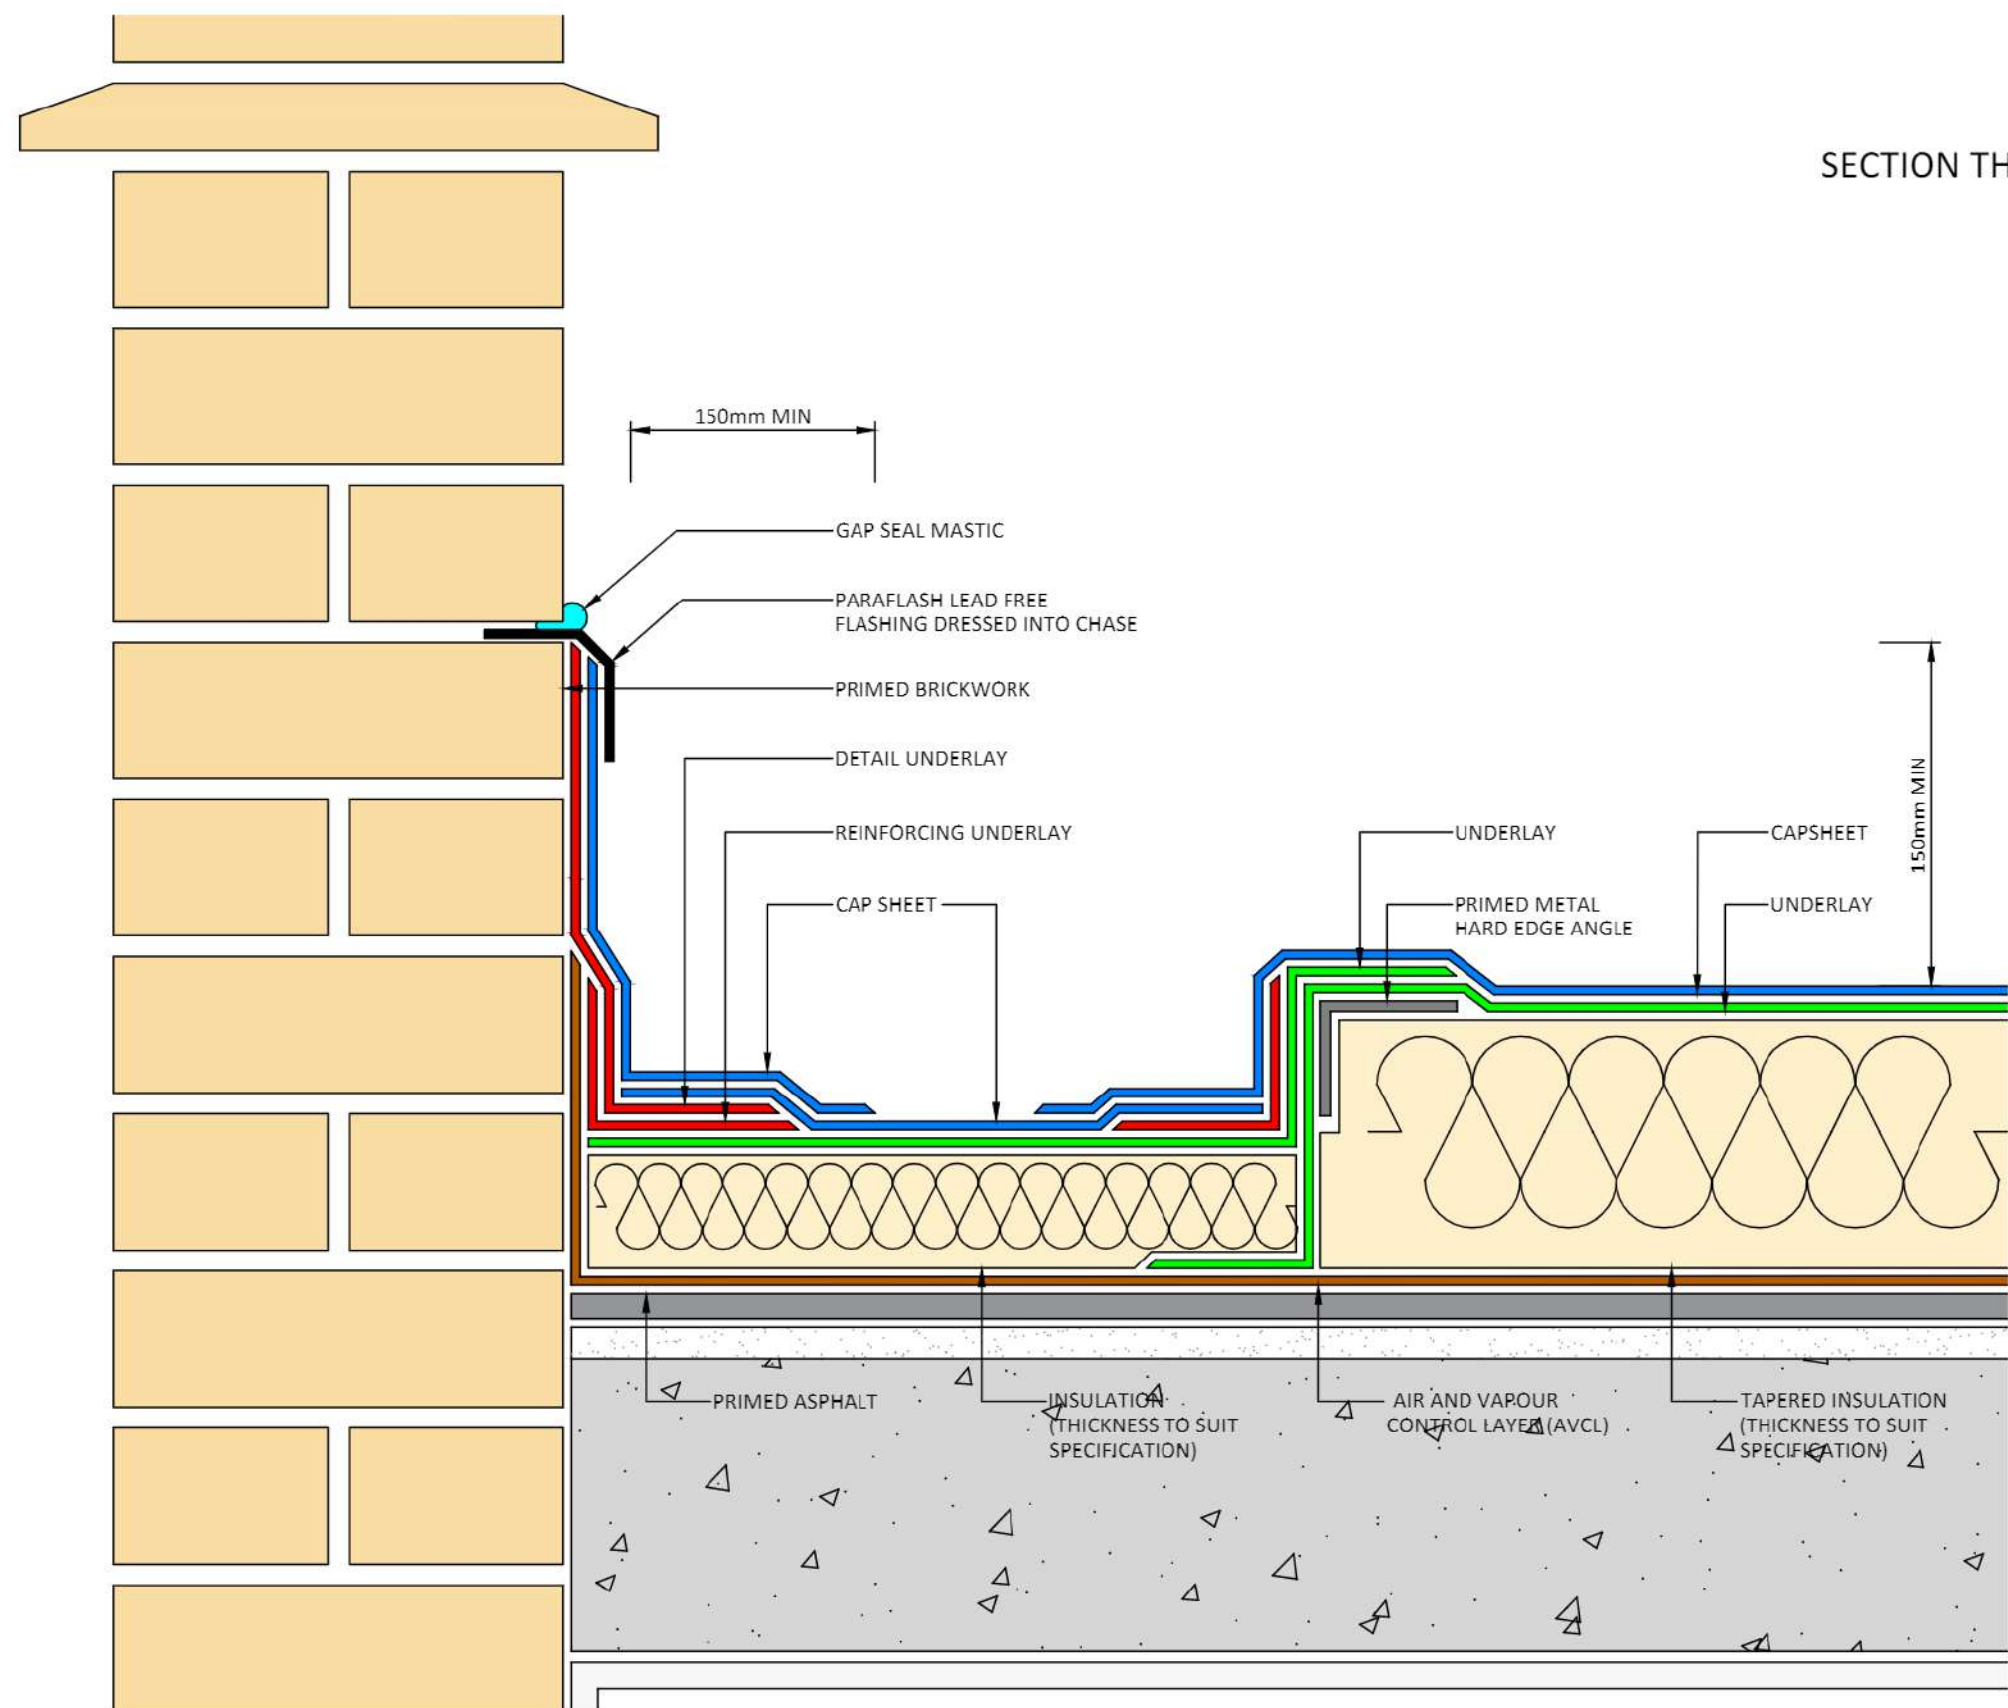 SECTION TH
150mm MIN
GAP SEAL MASTIC
PARAFLASH LEAD FREE
FLASHING DRESSED INTO CHASE
PRIMED BRICKWORK
DETAIL UNDERLAY
REINFORCING UNDERLAY
CAP SHEET
UNDERLAY
PRIMED METAL
HARD EDGE ANGLE
CAPSHEET
UNDERLAY
150mm MIN
PRIMED ASPHALT
INSULATION
(THICKNESS TO SUIT
SPECIFICATION)
AIR AND VAPOUR
CONTROL LAYER (AVCL)
TAPERED INSULATION
(THICKNESS TO SUIT
SPECIFICATION)